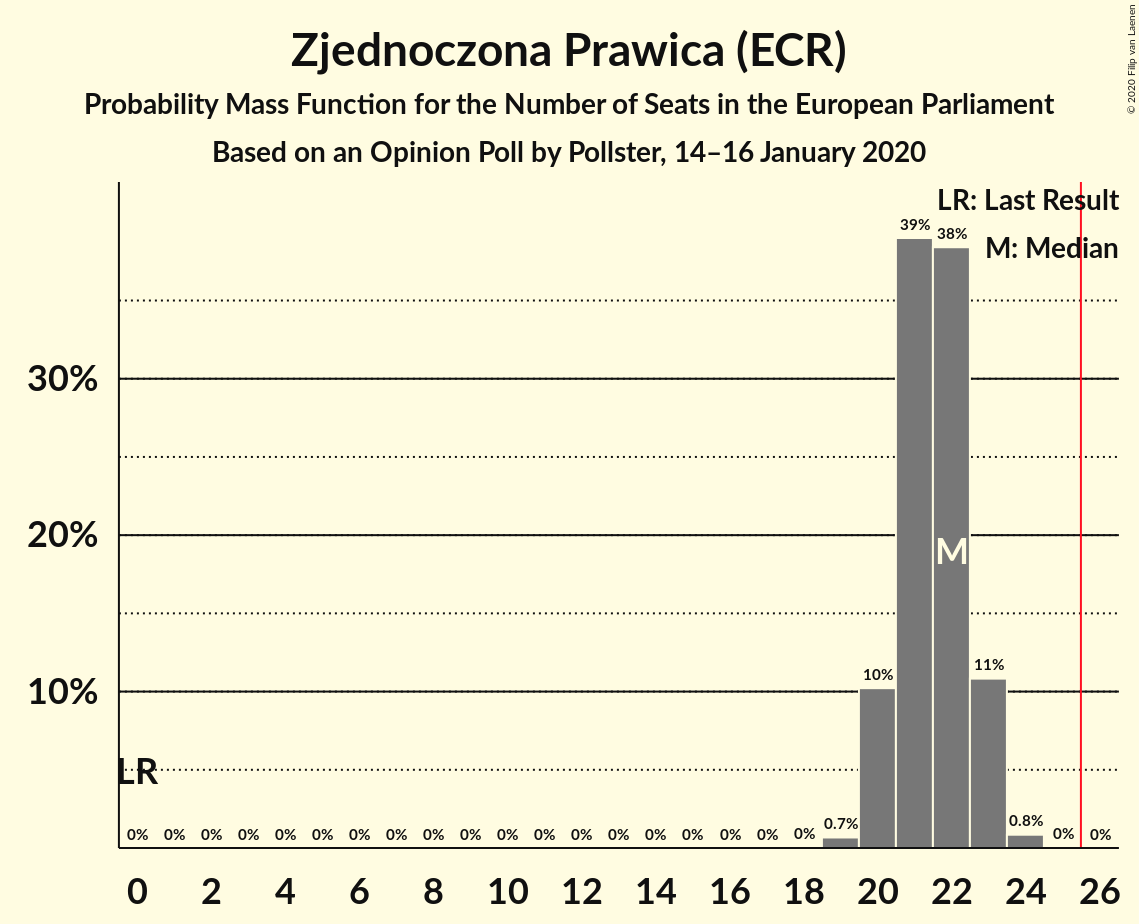 Zjednoczona Prawica (ECR)
Probability Mass Function for the Number of Seats in the European Parliament
Based on an Opinion Poll by Pollster, 14–16 January 2020
© 2020 Filip van Laenen
LR: Last Result
M: Median
39%
38%
30%
20%
M
10%
11%
10%
LR
0% 0% 0% 0% 0% 0% 0% 0% 0% 0% 0% 0% 0% 0% 0% 0% 0% 0% 0% 0.7% 0.8% 0% 0%
0 2 4 6 8 10 12 14 16 18 20 22 24 26